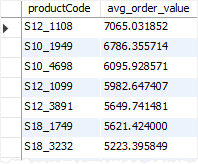 productCode avg_order_value
S12_1108 7065.031852
S10_1949 6786.355714
S10_4698 6095.928571
S12_1099 5982.647407
S12_3891 5649.741481
S18_1749 5621.424000
S18_3232 5223.395849